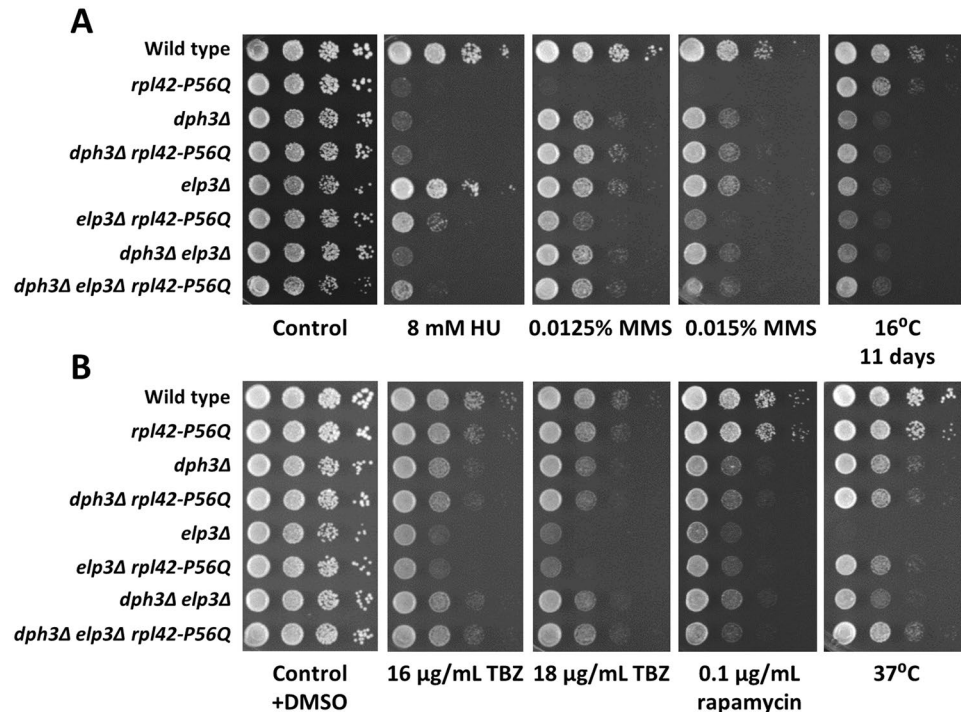 A
Wild type
rpl42-P56Q
dph3Δ
dph3Δ rpl42-P56Q
elp3Δ
elp3Δ rpl42-P56Q
dph3Δ elp3Δ
dph3Δ elp3Δ rpl42-P56Q
Control
8 mM HU
0.0125% MMS
0.015% MMS
16⁰C
11 days
B
Wild type
rpl42-P56Q
dph3Δ
dph3Δ rpl42-P56Q
elp3Δ
elp3Δ rpl42-P56Q
dph3Δ elp3Δ
dph3Δ elp3Δ rpl42-P56Q
Control
+DMSO
16 μg/mL TBZ
18 μg/mL TBZ
0.1 μg/mL
rapamycin
37⁰C